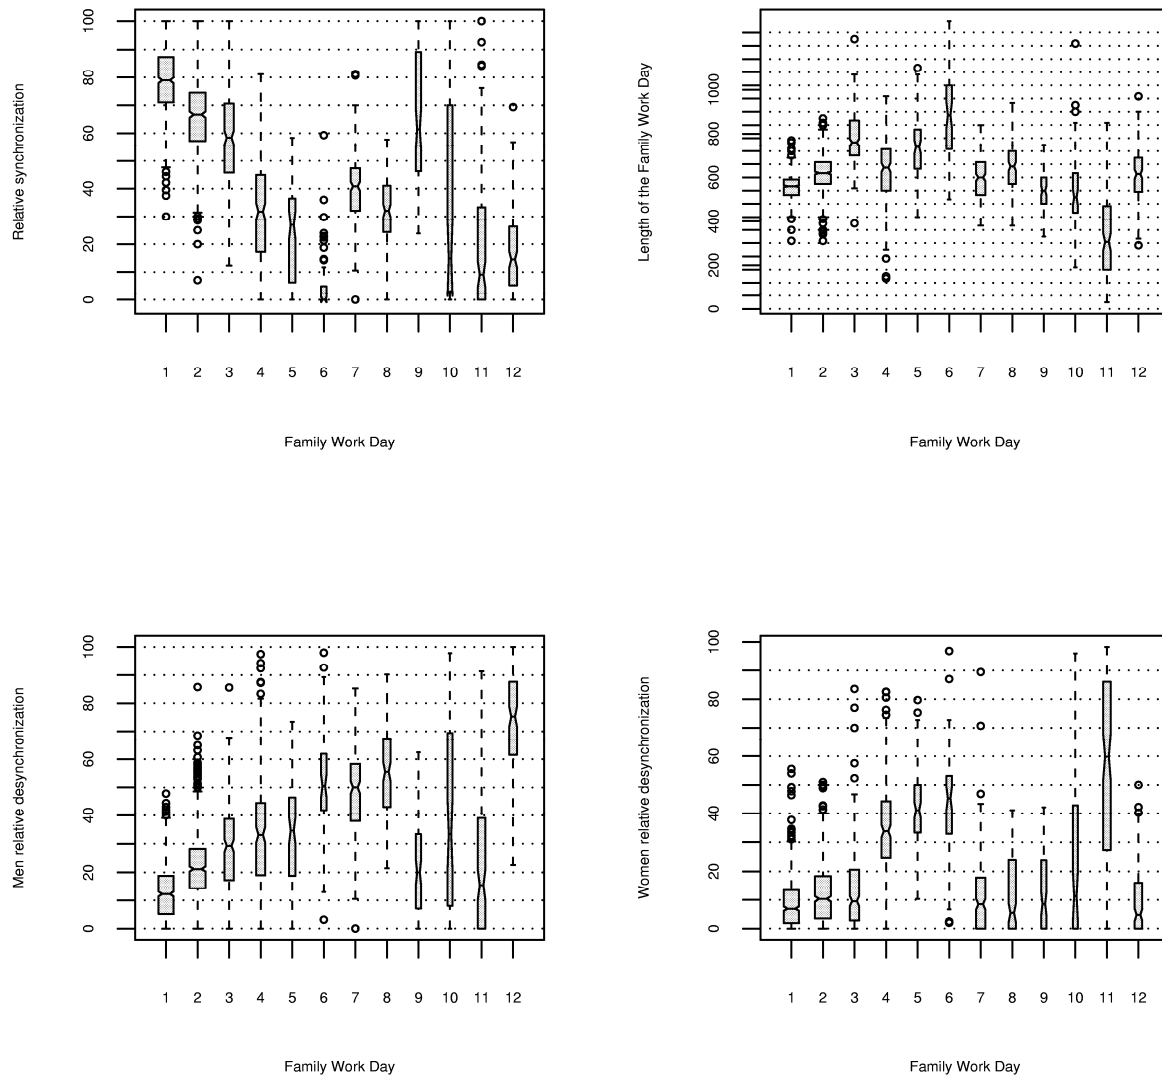 Relative synchronization
100
80
60
40
20
0
1 2 3 4 5 6 7 8 9 10 11 12
Family Work Day
Length of the Family Work Day
1000
800
600
400
200
0
1 2 3 4 5 6 7 8 9 10 11 12
Family Work Day
Men relative desynchronization
100
80
60
40
20
0
1 2 3 4 5 6 7 8 9 10 11 12
Family Work Day
Women relative desynchronization
100
80
60
40
20
0
1 2 3 4 5 6 7 8 9 10 11 12
Family Work Day